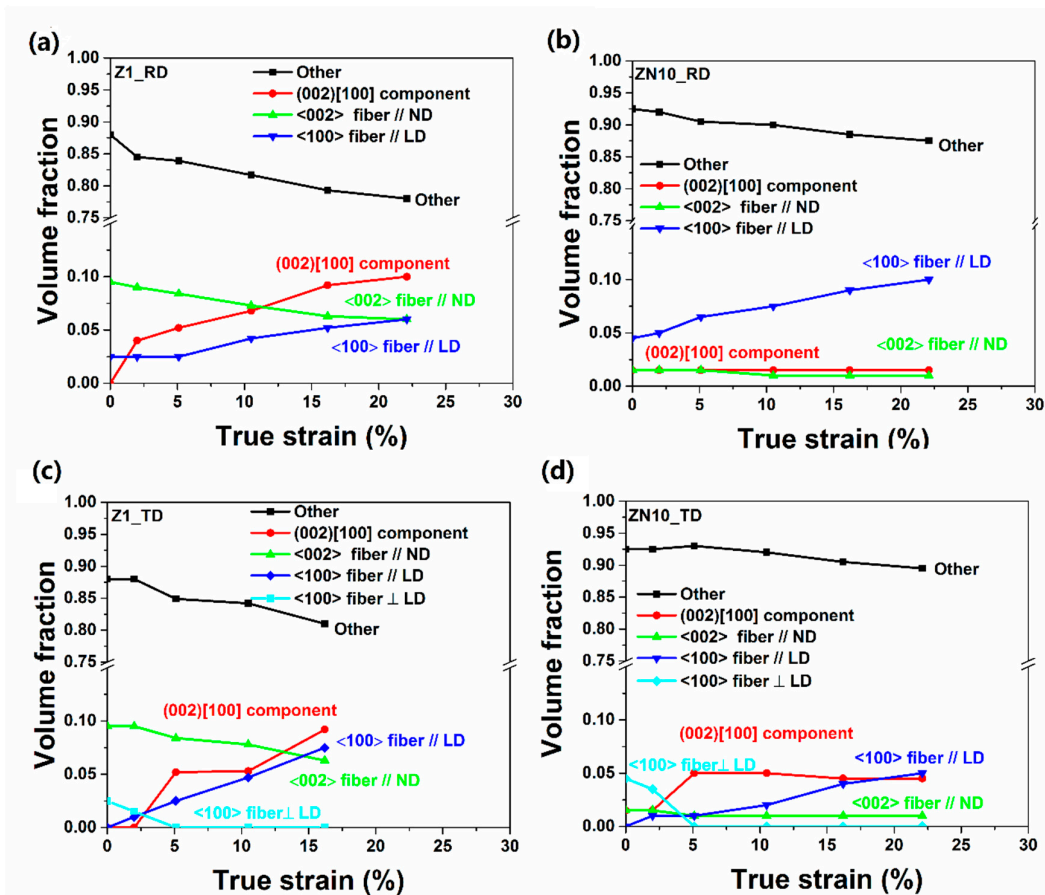 (a)
Z1_RD
Other
(002)[100] component
<002> fiber // ND
<100> fiber // LD
1.00
0.95
0.90
0.85
0.80
0.75
0.10
0.05
0.00
Other
(002)[100] component
<002> fiber // ND
<100> fiber // LD
Volume fraction
0 5 10 15 20 25 30
True strain (%)
(b)
ZN10_RD
1.00
0.95
0.90
0.85
0.80
0.75
0.10
0.05
0.00
Other
Other
(002)[100] component
<002> fiber // ND
<100> fiber // LD
<100> fiber // LD
<002> fiber // ND
(002)[100] component
Volume fraction
0 5 10 15 20 25 30
True strain (%)
(c)
Z1_TD
Other
(002)[100] component
<002> fiber // ND
<100> fiber // LD
<100> fiber ⊥ LD
1.00
0.95
0.90
0.85
0.80
0.75
0.10
0.05
0.00
Other
(002)[100] component
<100> fiber // LD
<002> fiber // ND
<100> fiber⊥ LD
Volume fraction
0 5 10 15 20 25 30
True strain (%)
(d)
ZN10_TD
1.00
0.95
0.90
0.85
0.80
0.75
0.10
0.05
0.00
Other
Other
(002)[100] component
<002> fiber // ND
<100> fiber // LD
<100> fiber ⊥ LD
(002)[100] component
<100> fiber⊥ LD
<100> fiber // LD
<002> fiber // ND
Volume fraction
0 5 10 15 20 25 30
True strain (%)